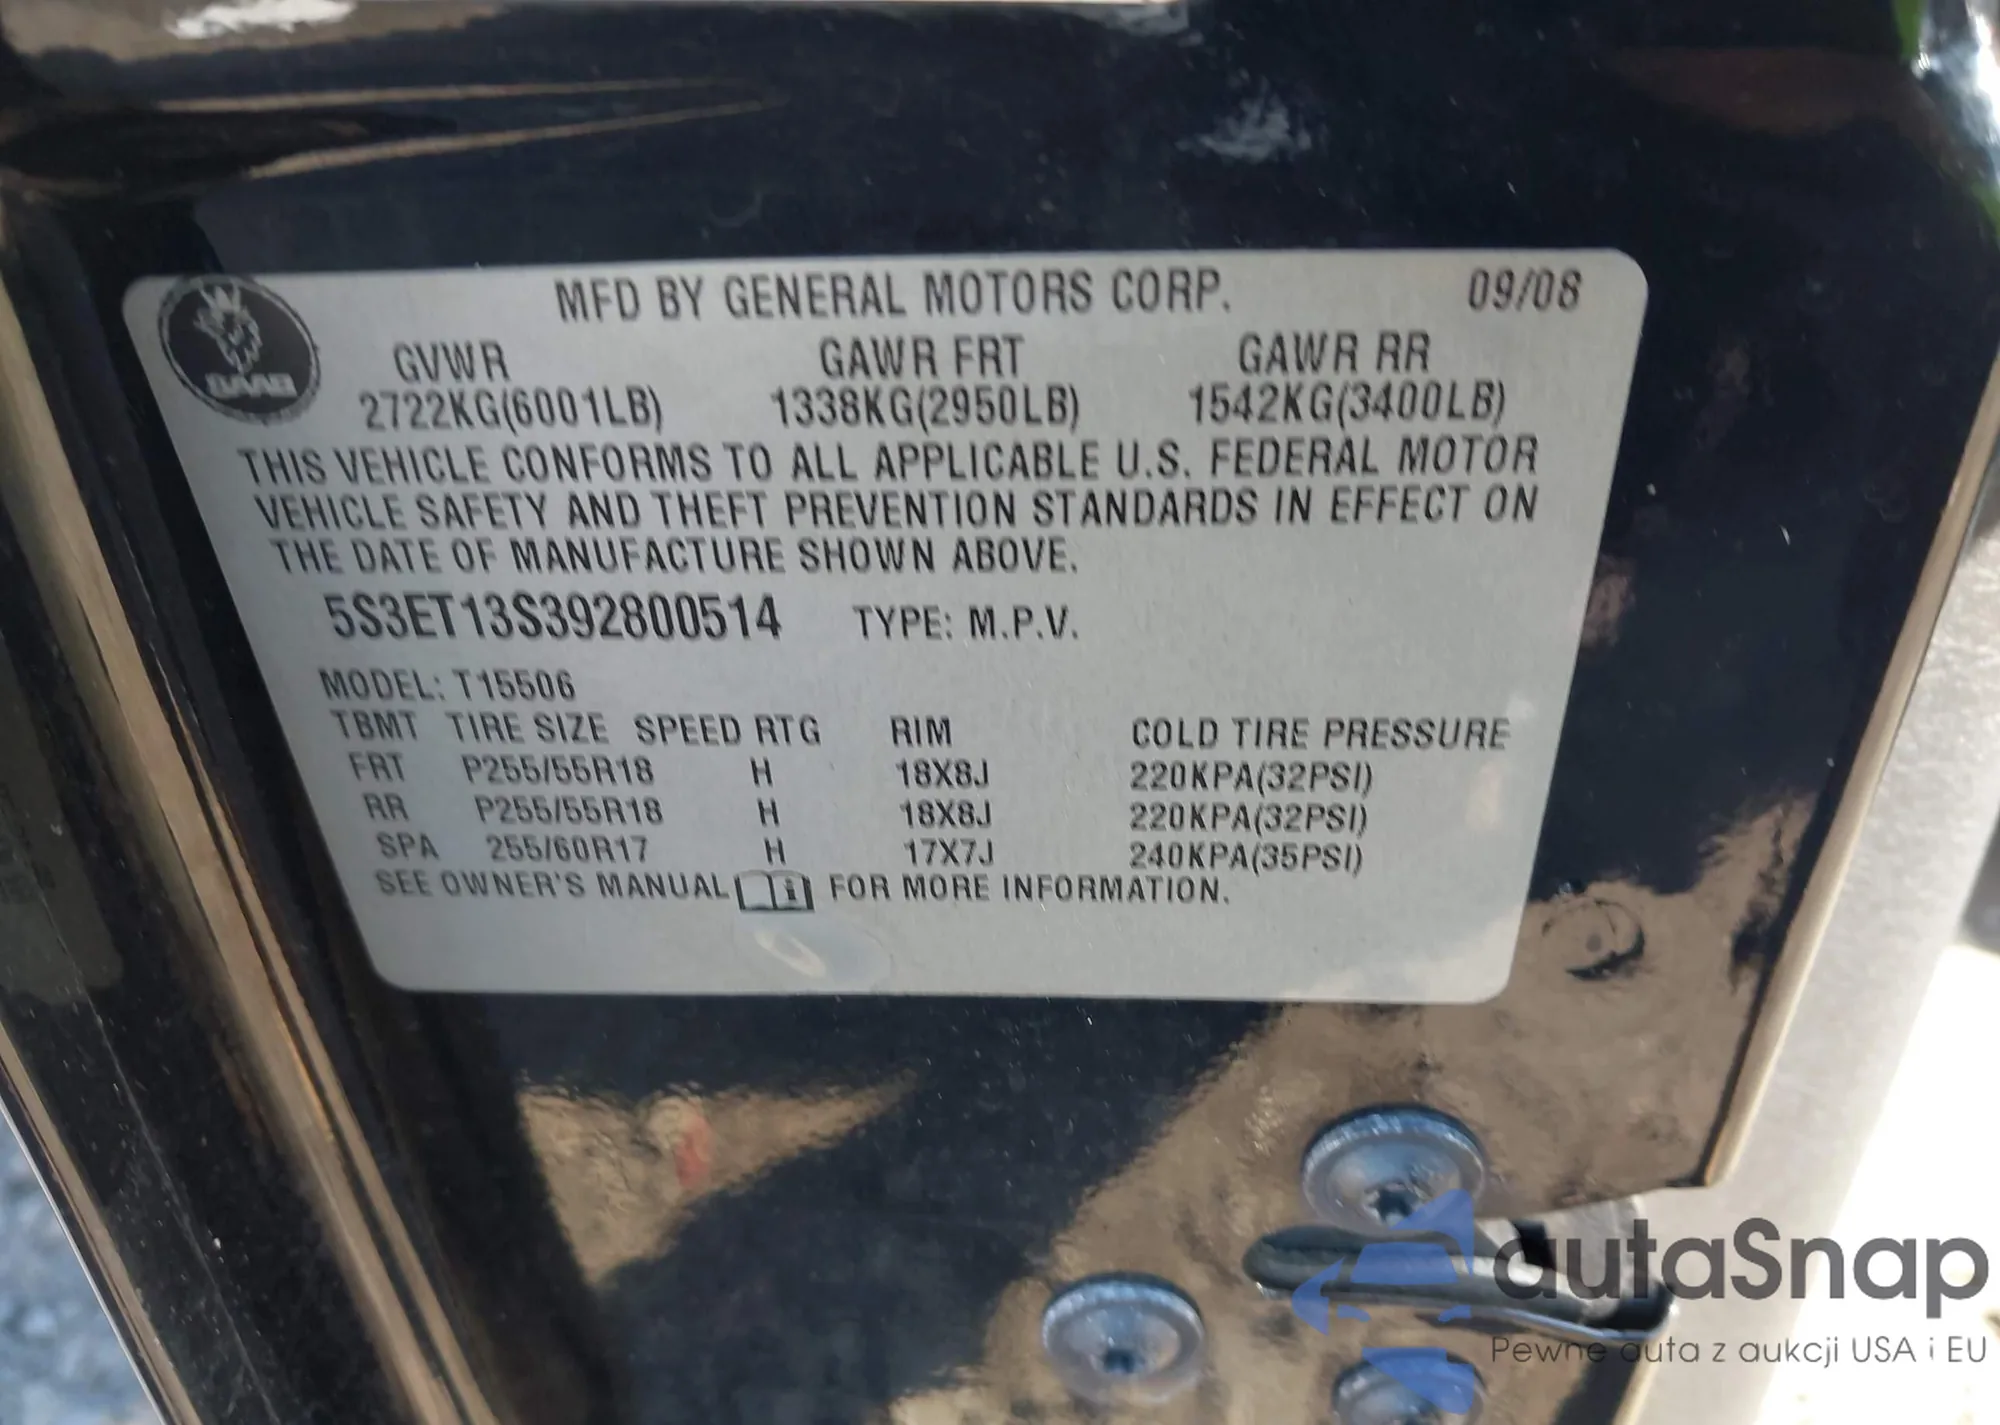 MFD BY GENERAL MOTORS CORP. 09/08
SAAB
GVWR GAWR FRT GAWR RR
2722KG(6001LB) 1338KG(2950LB) 1542KG(3400LB)
THIS VEHICLE CONFORMS TO ALL APPLICABLE U.S. FEDERAL MOTOR
VEHICLE SAFETY AND THEFT PREVENTION STANDARDS IN EFFECT ON
THE DATE OF MANUFACTURE SHOWN ABOVE.
5S3ET13S392800514 TYPE: M.P.V.
MODEL: T15506
TBMT TIRE SIZE SPEED RTG RIM COLD TIRE PRESSURE
FRT P255/55R18 H 18X8J 220KPA(32PSI)
RR P255/55R18 H 18X8J 220KPA(32PSI)
SPA 255/60R17 H 17X7J 240KPA(35PSI)
SEE OWNER'S MANUAL i FOR MORE INFORMATION.
autaSnap
Pewne auta z aukcji USA i EU